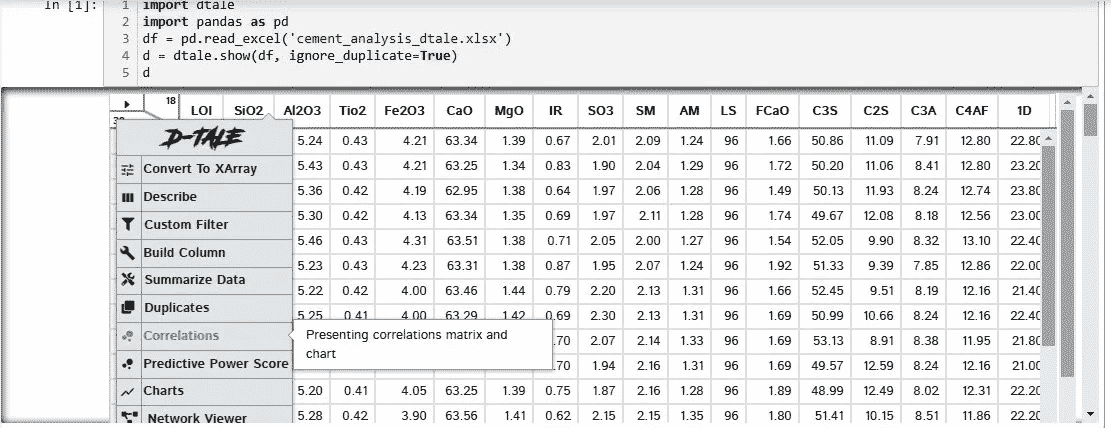 In [1]:
1 import dtale
2 import pandas as pd
3 df = pd.read_excel('cement_analysis_dtale.xlsx')
4 d = dtale.show(df, ignore_duplicate=True)
5 d
18 LOI SiO2 Al2O3 Tio2 Fe2O3 CaO MgO IR SO3 SM AM LS FCaO C3S C2S C3A C4AF 1D
D-TALE
Convert To XArray
Describe
Custom Filter
Build Column
Summarize Data
Duplicates
Correlations
Predictive Power Score
Charts
Network Viewer
Presenting correlations matrix and
chart
5.24 0.43 4.21 63.34 1.39 0.67 2.01 2.09 1.24 96 1.66 50.86 11.09 7.91 12.80 22.80
5.43 0.43 4.21 63.25 1.34 0.83 1.90 2.04 1.29 96 1.72 50.20 11.06 8.41 12.80 23.20
5.36 0.42 4.19 62.95 1.38 0.64 1.97 2.06 1.28 96 1.49 50.13 11.93 8.24 12.74 23.80
5.30 0.42 4.13 63.34 1.35 0.69 1.97 2.11 1.28 96 1.74 49.67 12.08 8.18 12.56 23.00
5.46 0.43 4.31 63.51 1.38 0.71 2.05 2.00 1.27 96 1.54 52.05 9.90 8.32 13.10 22.40
5.23 0.43 4.23 63.31 1.38 0.87 1.95 2.07 1.24 96 1.92 51.33 9.39 7.85 12.86 22.00
5.22 0.42 4.00 63.46 1.44 0.79 2.20 2.13 1.31 96 1.66 52.45 9.51 8.19 12.16 21.40
5.25 0.41 4.00 63.29 1.42 0.69 2.30 2.13 1.31 96 1.69 50.99 10.66 8.24 12.16 22.40
.70 2.07 2.14 1.33 96 1.69 53.13 8.91 8.38 11.95 21.80
.70 1.94 2.16 1.31 96 1.69 49.57 12.59 8.24 12.16 21.00
5.20 0.41 4.05 63.25 1.39 0.75 1.87 2.16 1.28 96 1.89 48.99 12.49 8.02 12.31 22.20
5.28 0.42 3.90 63.56 1.41 0.62 2.15 2.15 1.35 96 1.80 51.41 10.15 8.51 11.86 22.20